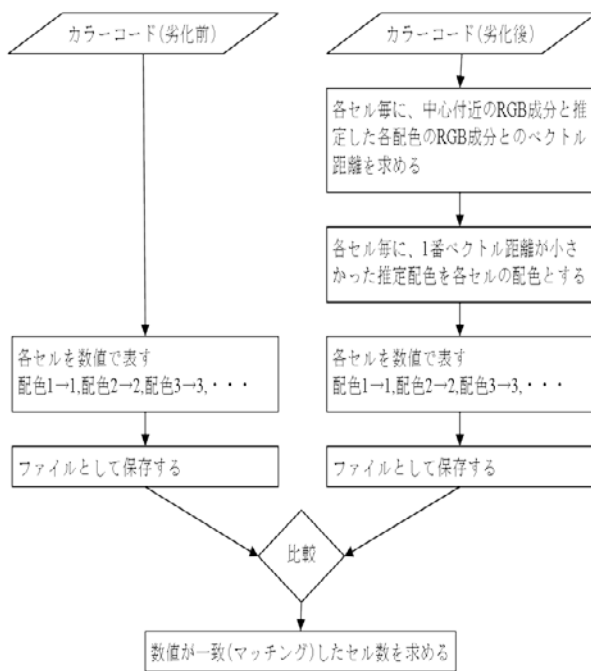 カラーコード(劣化前)
カラーコード(劣化後)
各セル毎に、中心付近のRGB成分と推
定した各配色のRGB成分とのベクトル
距離を求める
各セル毎に、1番ベクトル距離が小さ
かった推定配色を各セルの配色とする
各セルを数値で表す
配色1→1,配色2→2,配色3→3,・・・
各セルを数値で表す
配色1→1,配色2→2,配色3→3,・・・
ファイルとして保存する
ファイルとして保存する
比較
数値が一致(マッチング)したセル数を求める